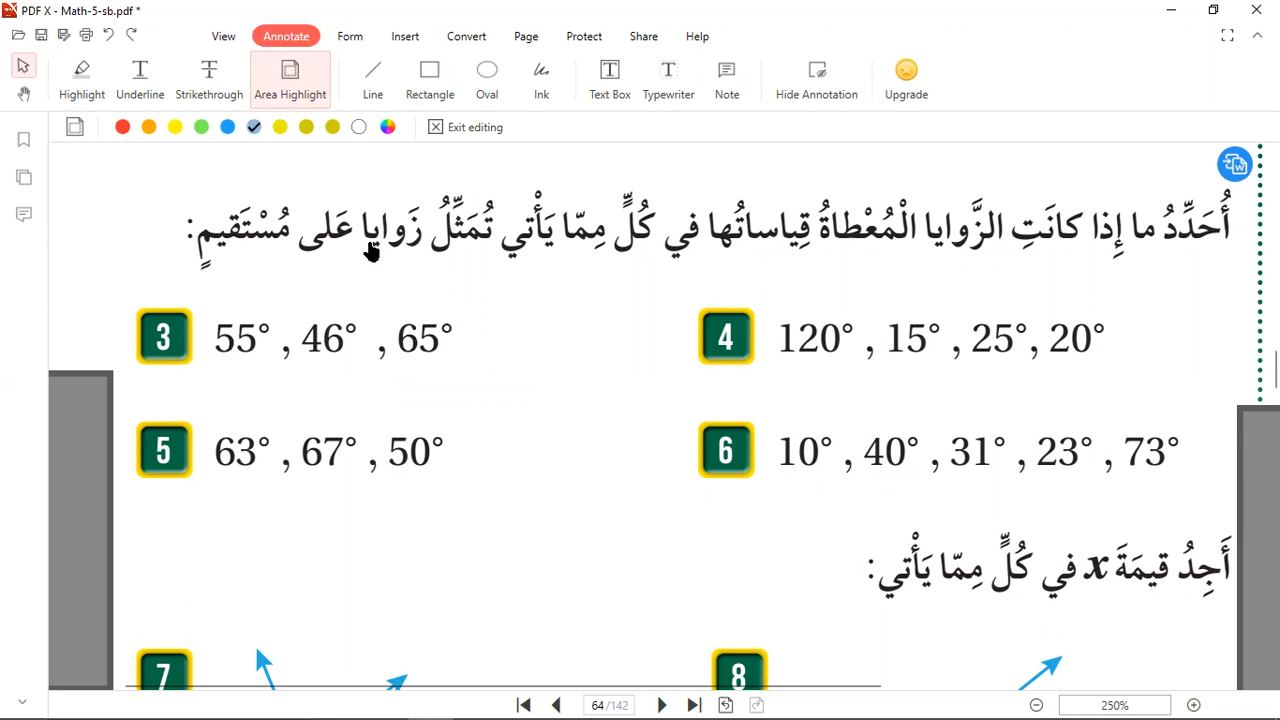 PDF X - Math-5-sb.pdf *
View Annotate Form Insert Convert Page Protect Share Help
Highlight Underline Strikethrough Area Highlight Line Rectangle Oval Ink Text Box Typewriter Note Hide Annotation Upgrade
Exit editing
أُحَدِّدُ ما إِذا كانَتِ الزَّوايا الْمُعْطاةُ قِياساتُها في كُلٍّ مِمّا يَأْتي تُمَثِّلُ زَوايا عَلى مُسْتَقيمٍ:
3 55° , 46° , 65° 4 120° , 15° , 25° , 20°
5 63° , 67° , 50° 6 10° , 40° , 31° , 23° , 73°
أَجِدُ قيمَةَ x في كُلٍّ مِمّا يَأْتي:
7 8
64 /142 250%